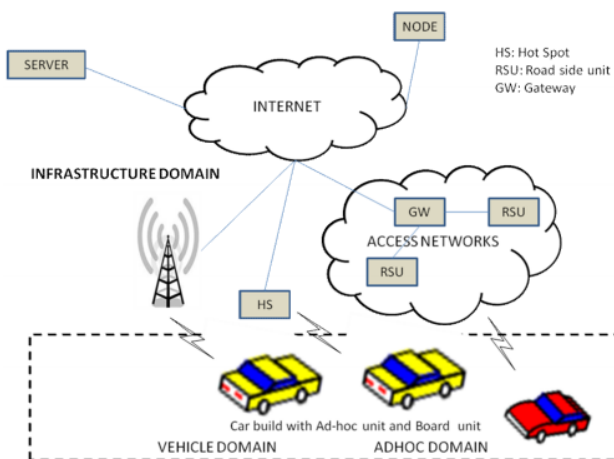 NODE
SERVER
HS: Hot Spot
RSU: Road side unit
GW: Gateway
INTERNET
INFRASTRUCTURE DOMAIN
GW
RSU
ACCESS NETWORKS
RSU
HS
Car build with Ad-hoc unit and Board unit
VEHICLE DOMAIN
ADHOC DOMAIN